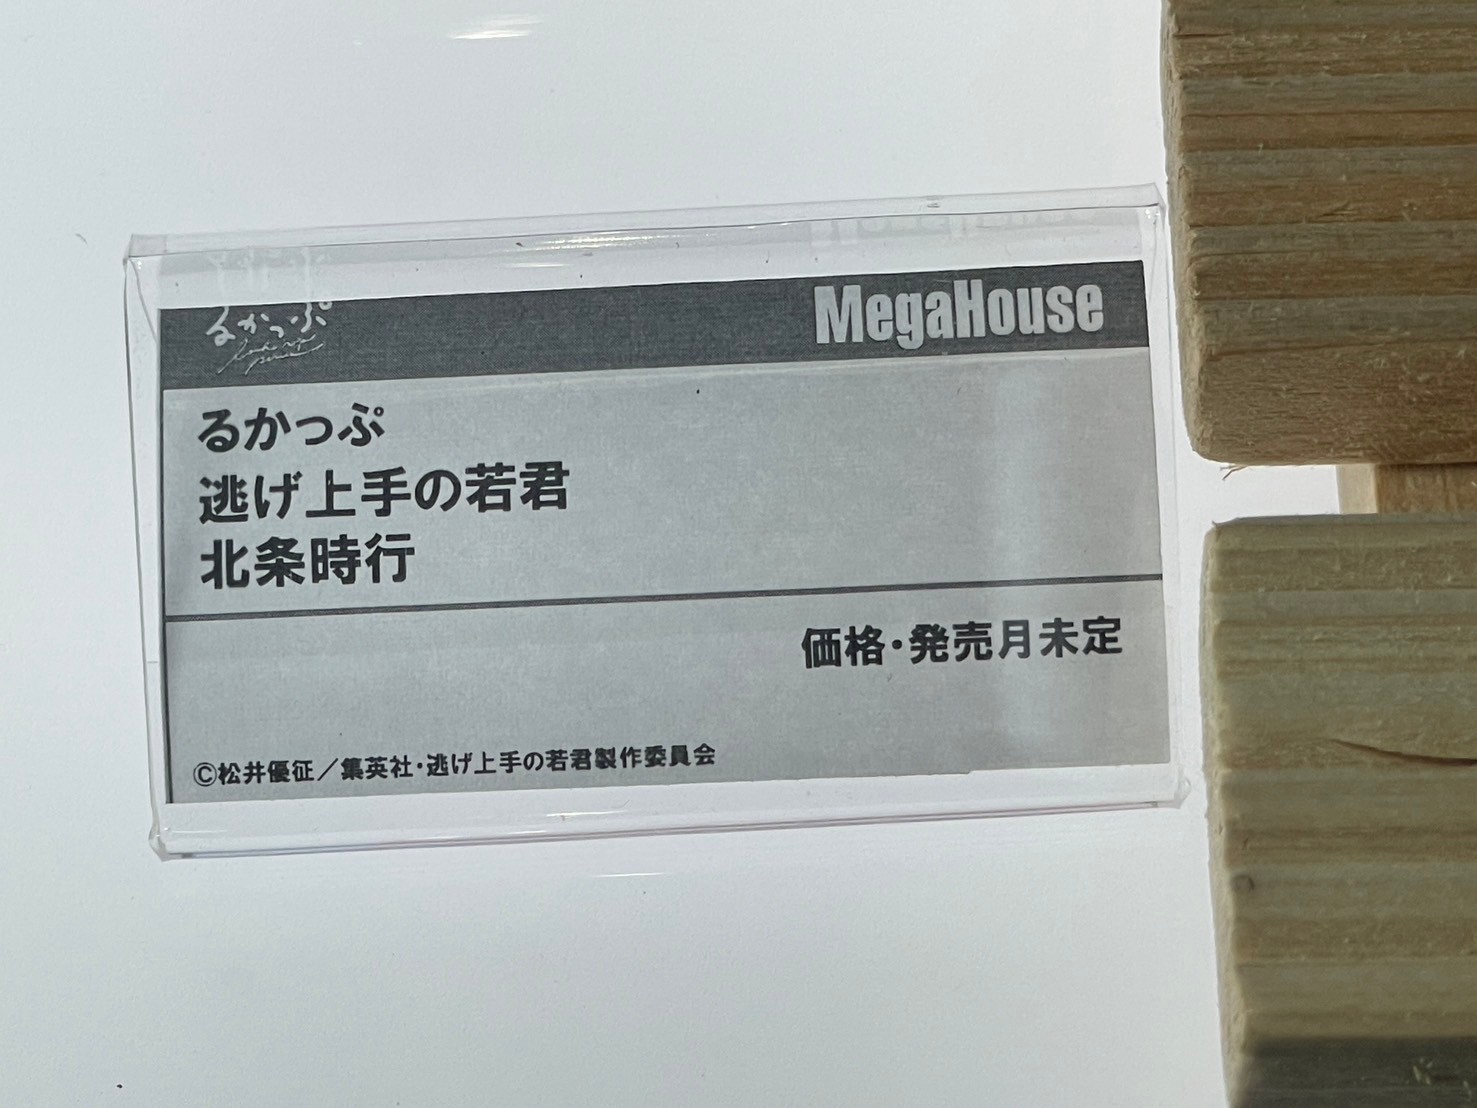 るかっぷ
MegaHouse
るかっぷ
逃げ上手の若君
北条時行
価格・発売月未定
©松井優征／集英社・逃げ上手の若君製作委員会